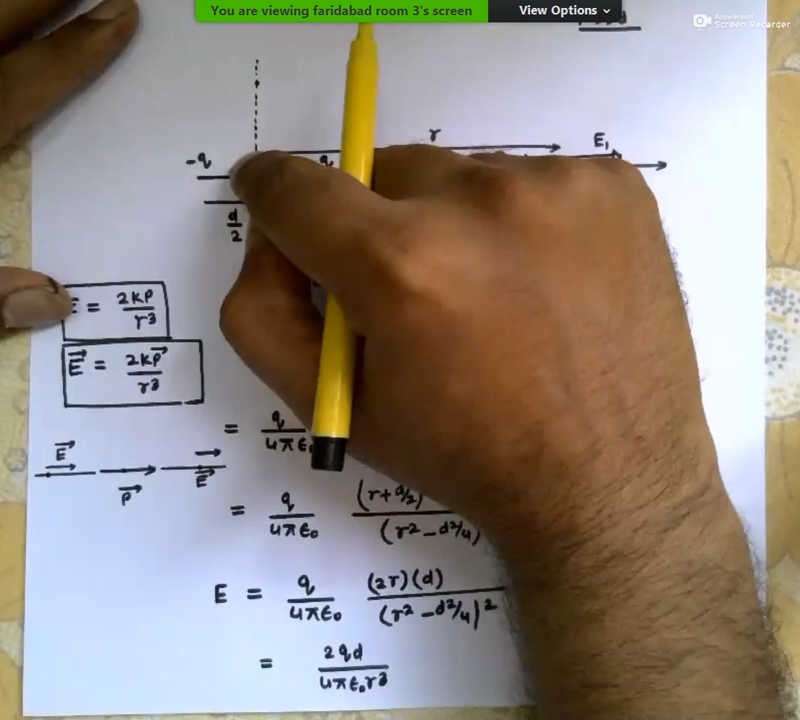 You are viewing faridabad room 3's screen
View Options
Apowersoft
Screen Recorder
r
E₁
-q
q
d/2
E = 2kp/r³
E⃗ = 2kp⃗/r³
= q/4πε₀
E⃗
p⃗
E⃗
= q/4πε₀ (r+d/2)/(r²-d²/4)
E = q/4πε₀ (2r)(d)/(r²-d²/4)²
= 2qd/4πε₀r³